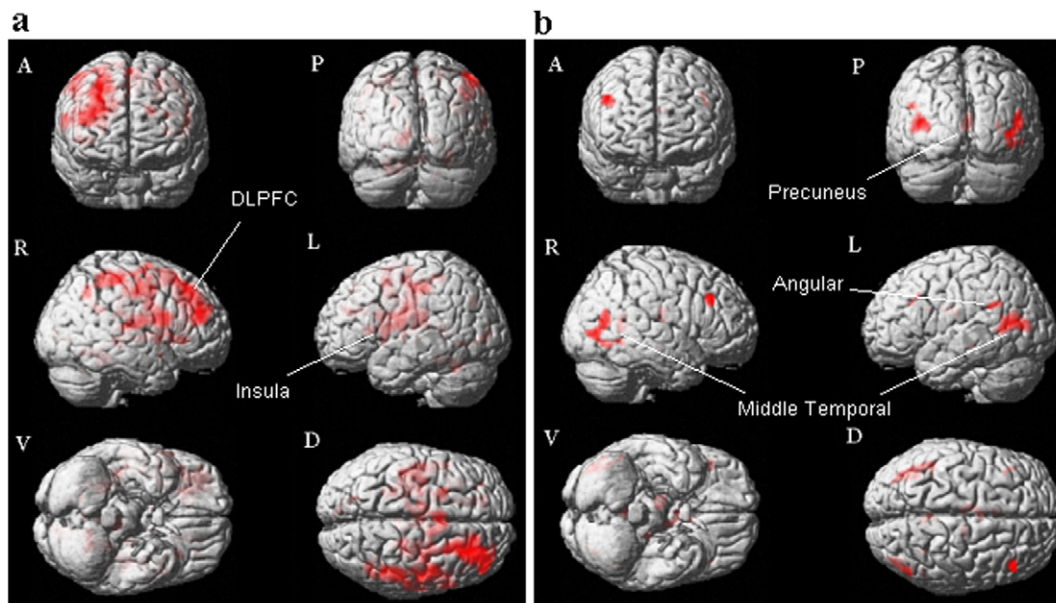 a
b
A
P
DLPFC
R
L
Insula
V
D
A
P
Precuneus
R
L
Angular
Middle Temporal
V
D